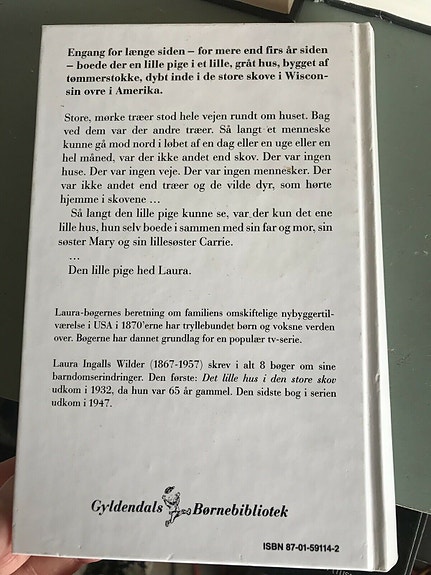 Engang for længe siden – for mere end firs år siden
– boede der en lille pige i et lille, gråt hus, bygget af
tømmerstokke, dybt inde i de store skove i Wiscon-
sin ovre i Amerika.
Store, mørke træer stod hele vejen rundt om huset. Bag
ved dem var der andre træer. Så langt et menneske
kunne gå mod nord i løbet af en dag eller en uge eller en
hel måned, var der ikke andet end skov. Der var ingen
huse. Der var ingen veje. Der var ingen mennesker. Der
var ikke andet end træer og de vilde dyr, som hørte
hjemme i skovene ...
Så langt den lille pige kunne se, var der kun det ene
lille hus, hun selv boede i sammen med sin far og mor, sin
søster Mary og sin lillesøster Carrie.
...
Den lille pige hed Laura.
Laura-bøgernes beretning om familiens omskiftelige nybyggertil-
værelse i USA i 1870'erne har tryllebundet børn og voksne verden
over. Bøgerne har dannet grundlag for en populær tv-serie.
Laura Ingalls Wilder (1867-1957) skrev i alt 8 bøger om sine
barndomserindringer. Den første: Det lille hus i den store skov
udkom i 1932, da hun var 65 år gammel. Den sidste bog i serien
udkom i 1947.
Gyldendals Børnebibliotek
ISBN 87-01-59114-2